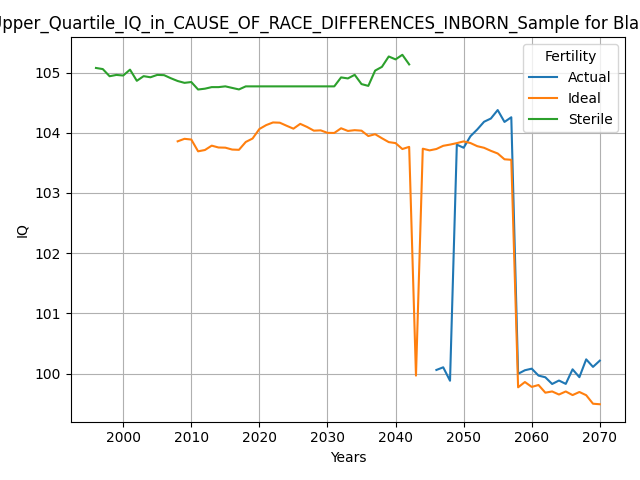 Upper_Quartile_IQ_in_CAUSE_OF_RACE_DIFFERENCES_INBORN_Sample for Bla
Fertility
Actual
Ideal
Sterile
105
104
103
102
101
100
IQ
2000 2010 2020 2030 2040 2050 2060 2070
Years